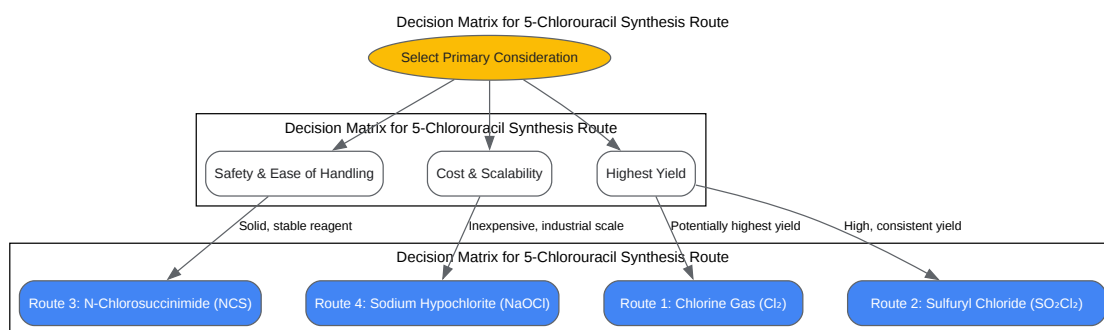 Decision Matrix for 5-Chlorouracil Synthesis Route
Select Primary Consideration
Decision Matrix for 5-Chlorouracil Synthesis Route
Safety & Ease of Handling
Cost & Scalability
Highest Yield
Solid, stable reagent
Inexpensive, industrial scale
Potentially highest yield
High, consistent yield
Decision Matrix for 5-Chlorouracil Synthesis Route
Route 3: N-Chlorosuccinimide (NCS)
Route 4: Sodium Hypochlorite (NaOCl)
Route 1: Chlorine Gas (Cl₂)
Route 2: Sulfuryl Chloride (SO₂Cl₂)